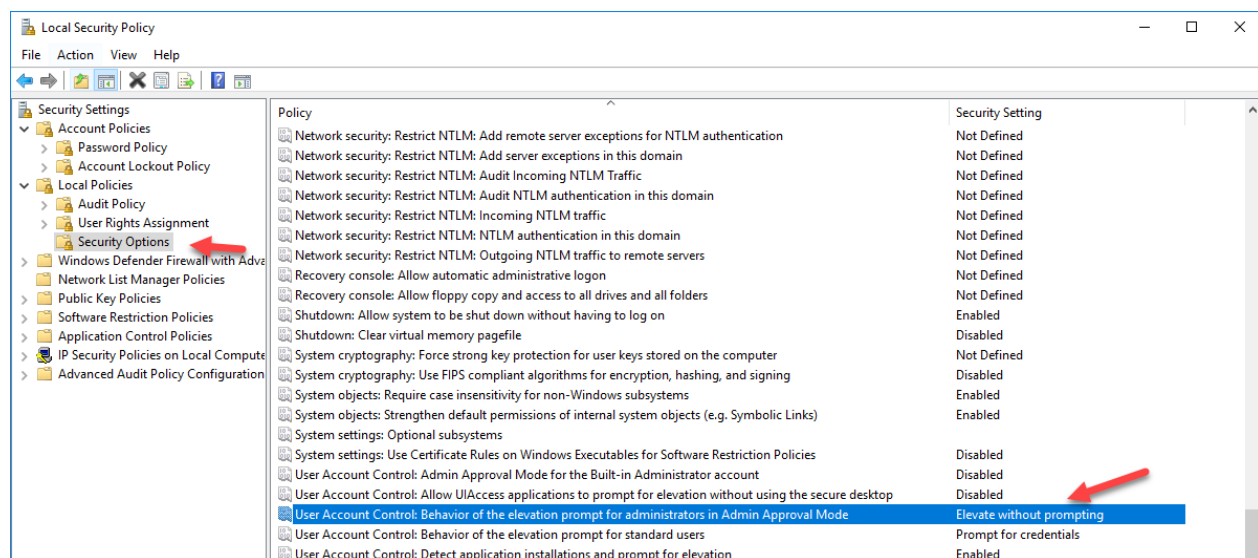 Local Security Policy
File Action View Help
Security Settings
Account Policies
Password Policy
Account Lockout Policy
Local Policies
Audit Policy
User Rights Assignment
Security Options
Windows Defender Firewall with Adva
Network List Manager Policies
Public Key Policies
Software Restriction Policies
Application Control Policies
IP Security Policies on Local Compute
Advanced Audit Policy Configuration
Policy Security Setting
Network security: Restrict NTLM: Add remote server exceptions for NTLM authentication Not Defined
Network security: Restrict NTLM: Add server exceptions in this domain Not Defined
Network security: Restrict NTLM: Audit Incoming NTLM Traffic Not Defined
Network security: Restrict NTLM: Audit NTLM authentication in this domain Not Defined
Network security: Restrict NTLM: Incoming NTLM traffic Not Defined
Network security: Restrict NTLM: NTLM authentication in this domain Not Defined
Network security: Restrict NTLM: Outgoing NTLM traffic to remote servers Not Defined
Recovery console: Allow automatic administrative logon Not Defined
Recovery console: Allow floppy copy and access to all drives and all folders Not Defined
Shutdown: Allow system to be shut down without having to log on Enabled
Shutdown: Clear virtual memory pagefile Disabled
System cryptography: Force strong key protection for user keys stored on the computer Not Defined
System cryptography: Use FIPS compliant algorithms for encryption, hashing, and signing Disabled
System objects: Require case insensitivity for non-Windows subsystems Enabled
System objects: Strengthen default permissions of internal system objects (e.g. Symbolic Links) Enabled
System settings: Optional subsystems
System settings: Use Certificate Rules on Windows Executables for Software Restriction Policies Disabled
User Account Control: Admin Approval Mode for the Built-in Administrator account Disabled
User Account Control: Allow UIAccess applications to prompt for elevation without using the secure desktop Disabled
User Account Control: Behavior of the elevation prompt for administrators in Admin Approval Mode Elevate without prompting
User Account Control: Behavior of the elevation prompt for standard users Prompt for credentials
User Account Control: Detect application installations and prompt for elevation Enabled